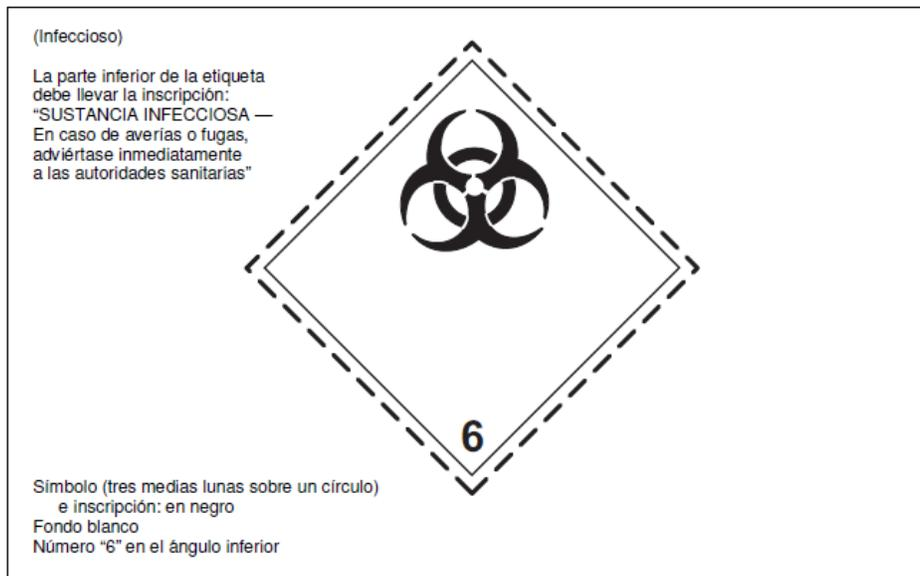 (Infeccioso)
La parte inferior de la etiqueta
debe llevar la inscripción:
“SUSTANCIA INFECCIOSA —
En caso de averías o fugas,
adviértase inmediatamente
a las autoridades sanitarias”
6
Símbolo (tres medias lunas sobre un círculo)
e inscripción: en negro
Fondo blanco
Número “6” en el ángulo inferior